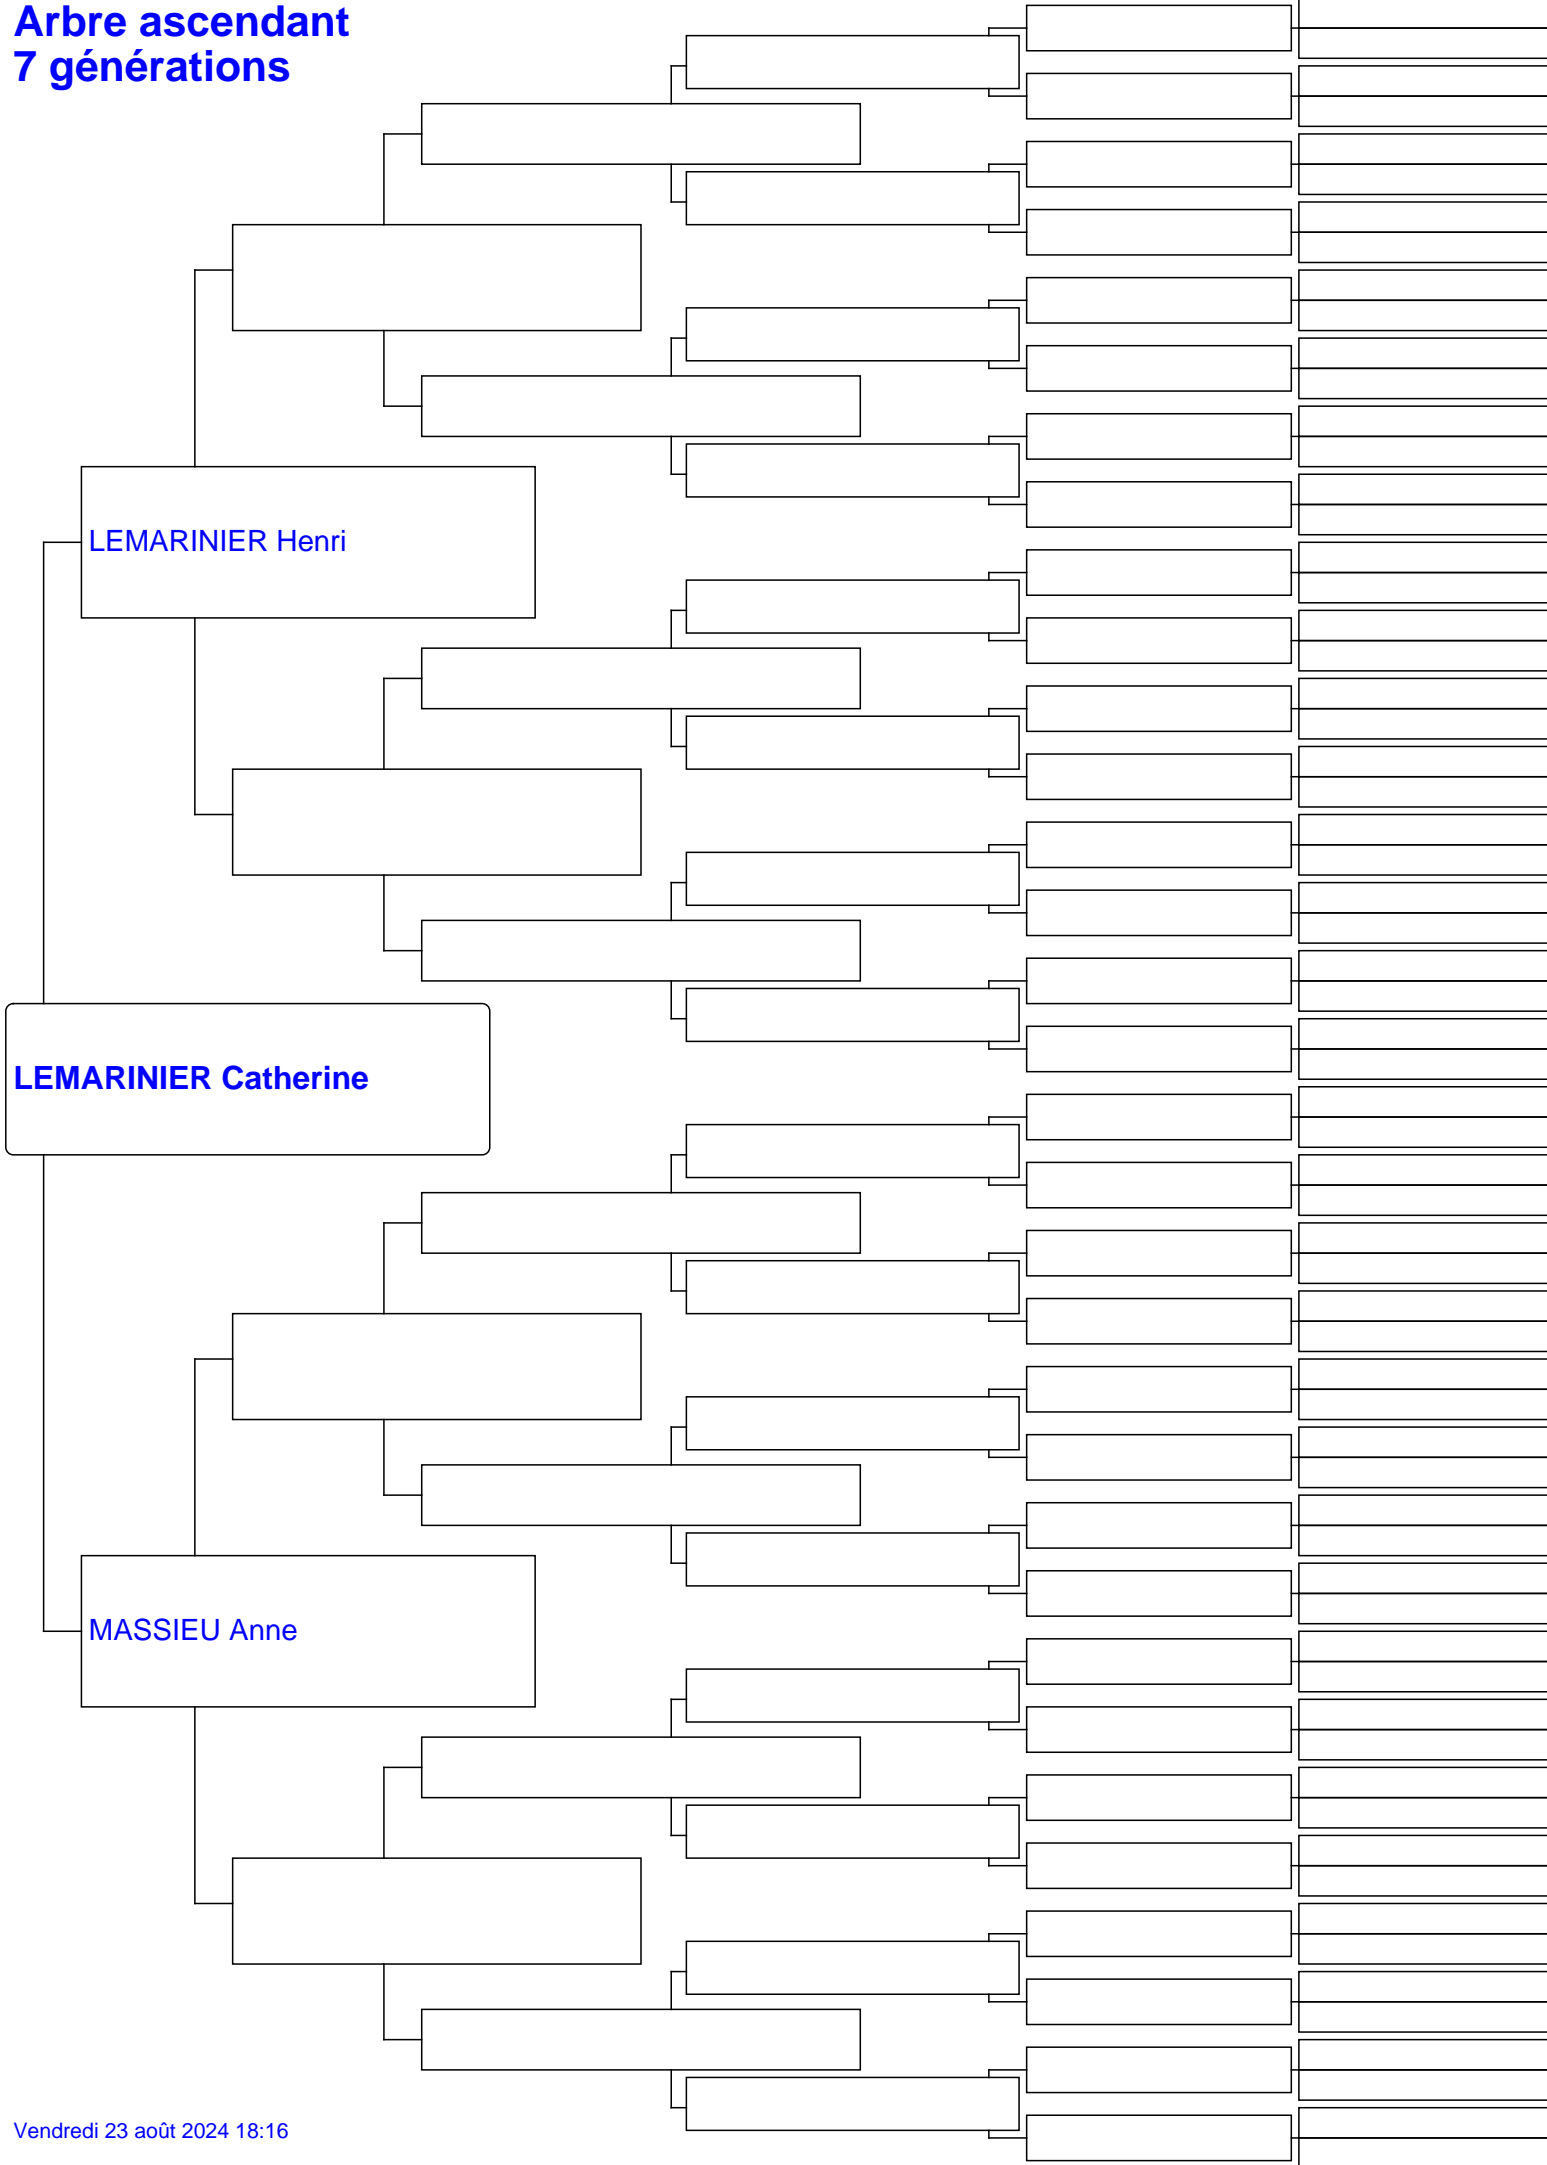 Arbre ascendant
7 générations
LEMARINIER Henri
LEMARINIER Catherine
MASSIEU Anne
Vendredi 23 août 2024 18:16